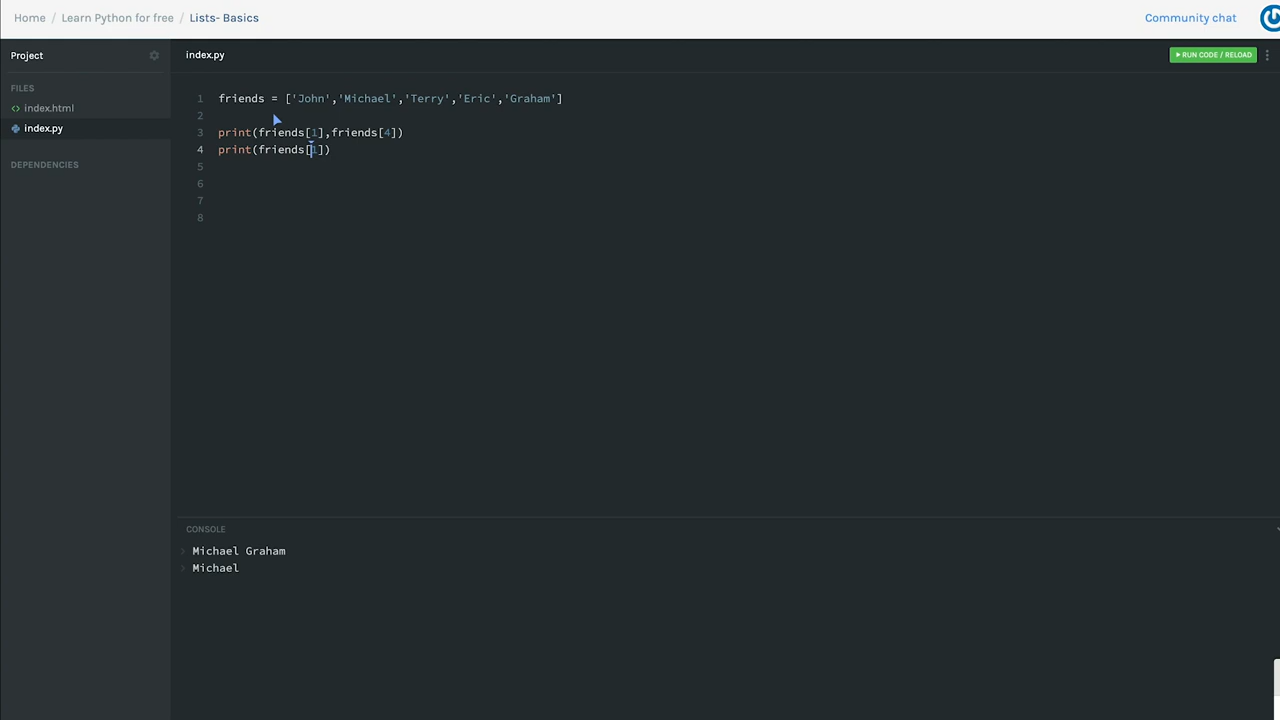 Home / Learn Python for free / Lists- Basics
Community chat
Project
index.py
RUN CODE / RELOAD
FILES
<> index.html
index.py
DEPENDENCIES
1 friends = ['John','Michael','Terry','Eric','Graham']
2
3 print(friends[1],friends[4])
4 print(friends[1])
5
6
7
8
CONSOLE
Michael Graham
Michael